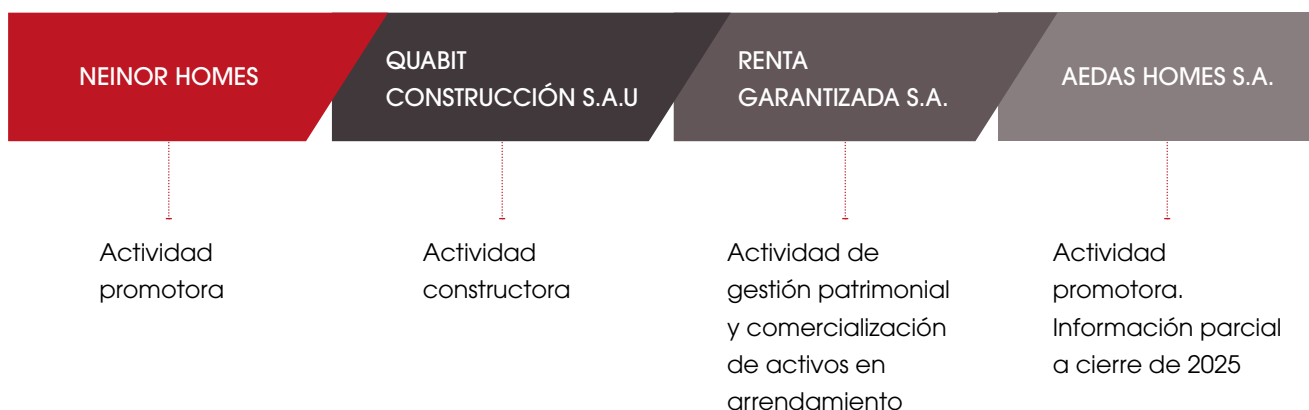 NEINOR HOMES
QUABIT
CONSTRUCCIÓN S.A.U
RENTA
GARANTIZADA S.A.
AEDAS HOMES S.A.
Actividad
promotora
Actividad
constructora
Actividad de
gestión patrimonial
y comercialización
de activos en
arrendamiento
Actividad
promotora.
Información parcial
a cierre de 2025